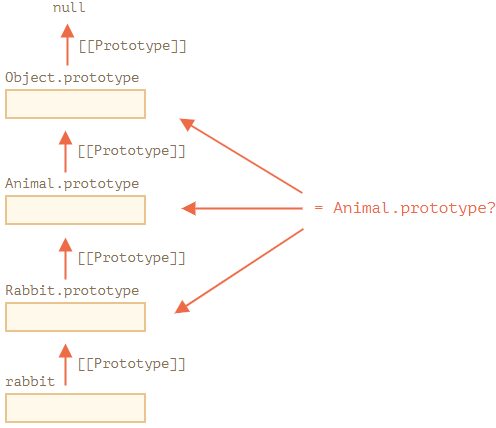 null
[[Prototype]]
Object.prototype
[[Prototype]]
Animal.prototype
= Animal.prototype?
[[Prototype]]
Rabbit.prototype
[[Prototype]]
rabbit